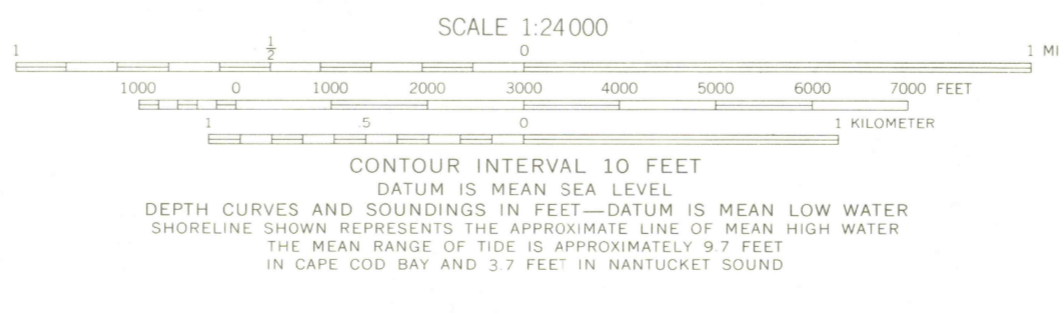 SCALE 1:24000
1 ½ 0 1 MI
1000 0 1000 2000 3000 4000 5000 6000 7000 FEET
1 .5 0 1 KILOMETER
CONTOUR INTERVAL 10 FEET
DATUM IS MEAN SEA LEVEL
DEPTH CURVES AND SOUNDINGS IN FEET—DATUM IS MEAN LOW WATER
SHORELINE SHOWN REPRESENTS THE APPROXIMATE LINE OF MEAN HIGH WATER
THE MEAN RANGE OF TIDE IS APPROXIMATELY 9.7 FEET
IN CAPE COD BAY AND 3.7 FEET IN NANTUCKET SOUND